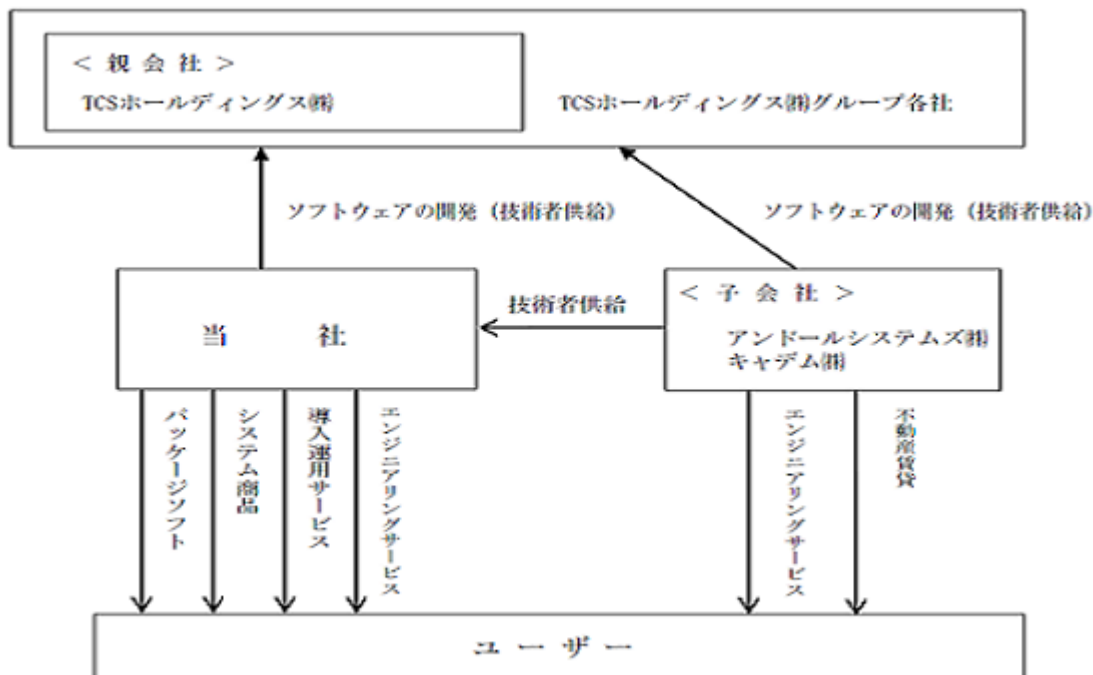 < 親 会 社 >
TCSホールディングス㈱
TCSホールディングス㈱グループ各社
ソフトウェアの開発（技術者供給）
ソフトウェアの開発（技術者供給）
当 社
技術者供給
< 子 会 社 >
アンドールシステムズ㈱
キャデム㈱
パッケージソフト
システム商品
導入運用サービス
エンジニアリングサービス
エンジニアリングサービス
不動産賃貸
ユ ー ザ ー